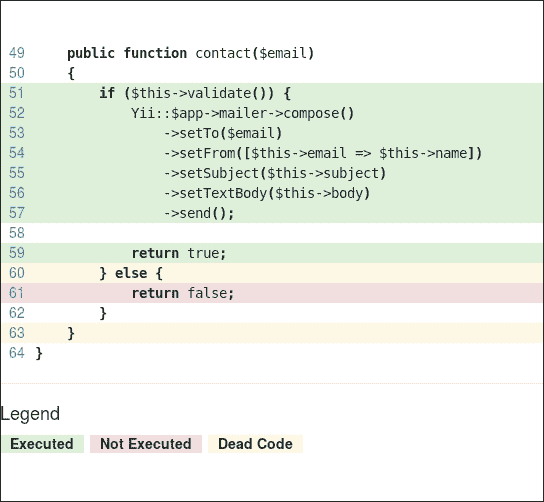 49 public function contact($email)
50 {
51 if ($this->validate()) {
52 Yii::$app->mailer->compose()
53 ->setTo($email)
54 ->setFrom([$this->email => $this->name])
55 ->setSubject($this->subject)
56 ->setTextBody($this->body)
57 ->send();
58
59 return true;
60 } else {
61 return false;
62 }
63 }
64 }
Legend
Executed Not Executed Dead Code